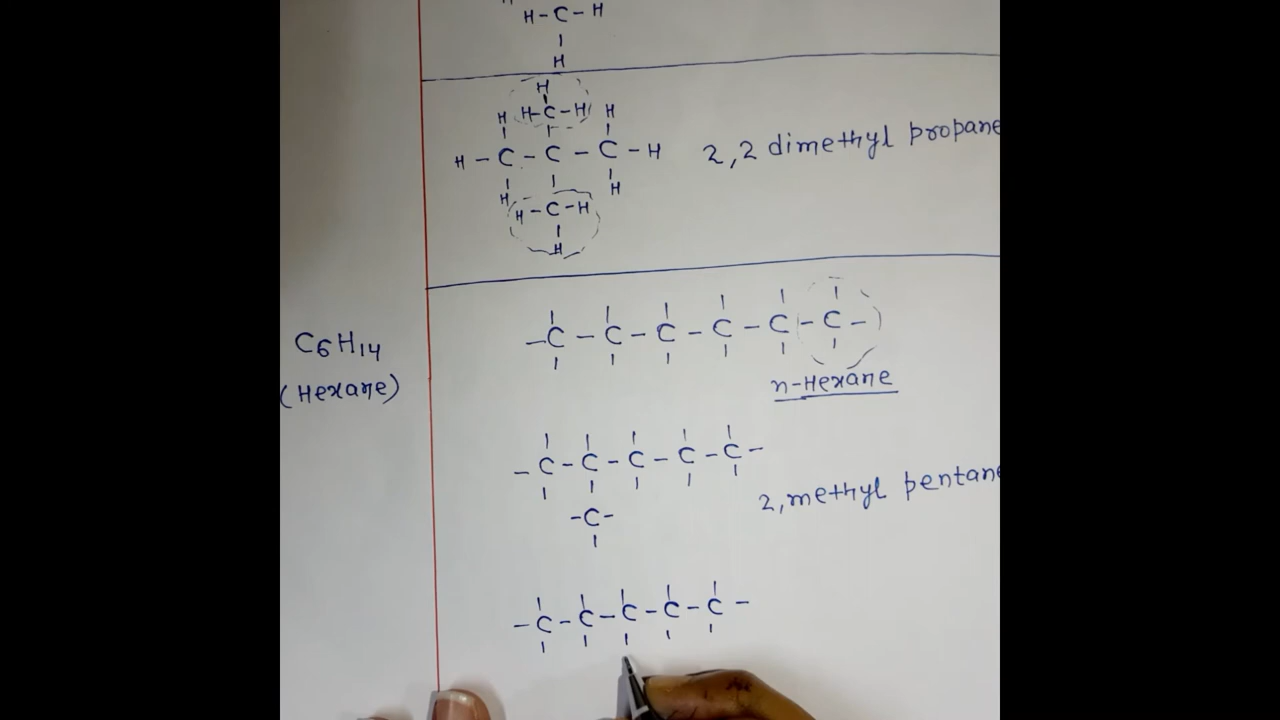 H
H-C-H
H
H
H H-C-H H
H-C-C-C-H
2,2 dimethyl propane
H H
H-C-H
H
C6H14
(Hexane)
-C-C-C-C-C-C-
n-Hexane
-C-C-C-C-C-
-C-
2,methyl pentane
-C-C-C-C-C-